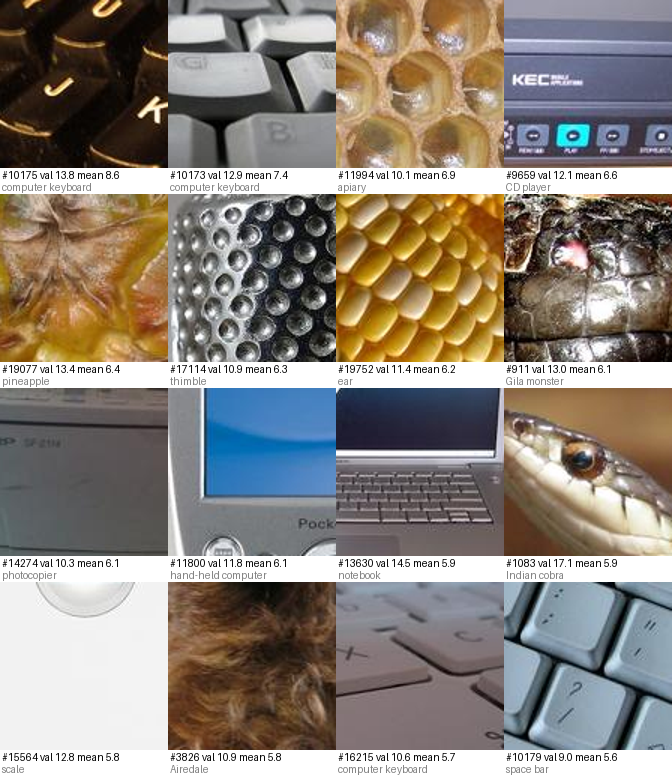 U
J
K
G
B
KEC MOBILE APPLICATIONS
PLAY
#10175 val 13.8 mean 8.6
computer keyboard
#10173 val 12.9 mean 7.4
computer keyboard
#11994 val 10.1 mean 6.9
apiary
#9659 val 12.1 mean 6.6
CD player
#19077 val 13.4 mean 6.4
pineapple
#17114 val 10.9 mean 6.3
thimble
#19752 val 11.4 mean 6.2
ear
#911 val 13.0 mean 6.1
Gila monster
Pock
#14274 val 10.3 mean 6.1
photocopier
#11800 val 11.8 mean 6.1
hand-held computer
#13630 val 14.5 mean 5.9
notebook
#1083 val 17.1 mean 5.9
Indian cobra
X
C
:
;
"
?
/
#15564 val 12.8 mean 5.8
scale
#3826 val 10.9 mean 5.8
Airedale
#16215 val 10.6 mean 5.7
computer keyboard
#10179 val 9.0 mean 5.6
space bar